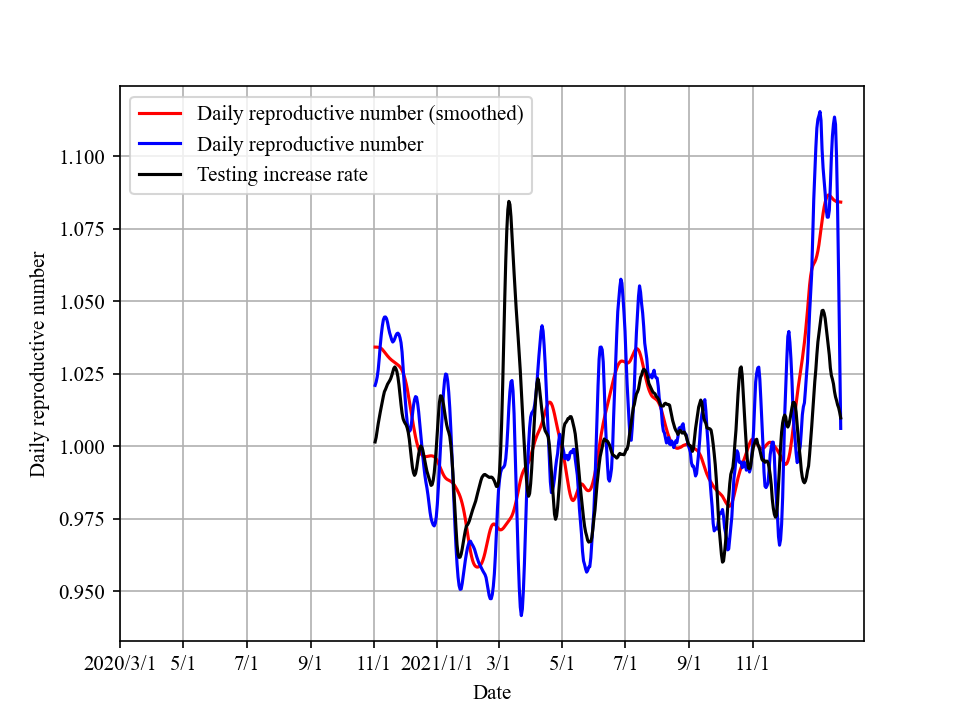 Daily reproductive number (smoothed)
Daily reproductive number
Testing increase rate
1.100
1.075
1.050
1.025
1.000
0.975
0.950
Daily reproductive number
2020/3/1 5/1 7/1 9/1 11/1 2021/1/1 3/1 5/1 7/1 9/1 11/1
Date